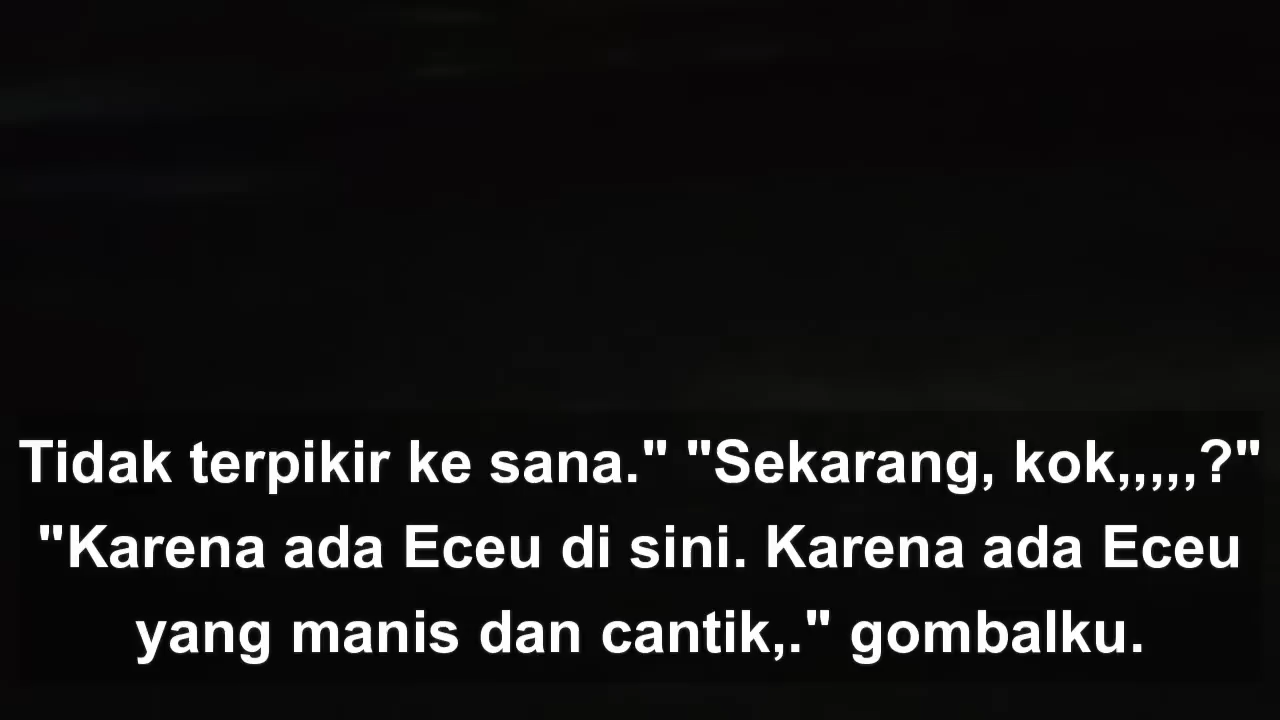 Tidak terpikir ke sana." "Sekarang, kok,,,,,?"
"Karena ada Eceu di sini. Karena ada Eceu
yang manis dan cantik,." gombalku.